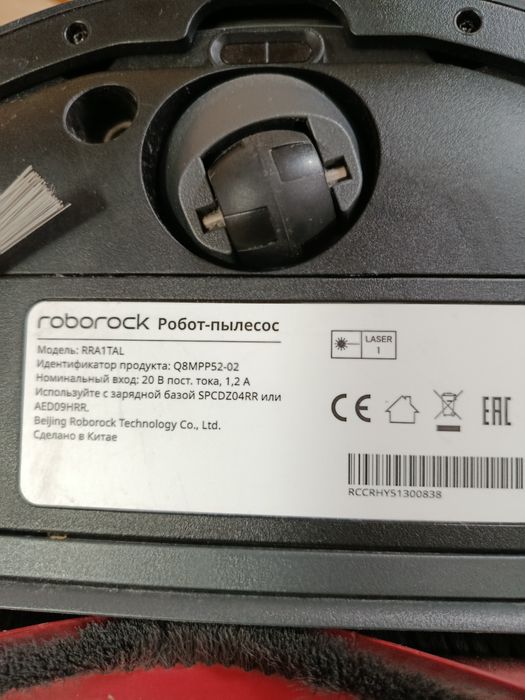 roborock Робот-пылесос
Модель: RRA1TAL
Идентификатор продукта: Q8MPP52-02
Номинальный вход: 20 В пост. тока, 1,2 А
Используйте с зарядной базой SPCDZ04RR или
AED09HRR.
Beijing Roborock Technology Co., Ltd.
Сделано в Китае
LASER
1
CE EAC
RCCRHY51300838